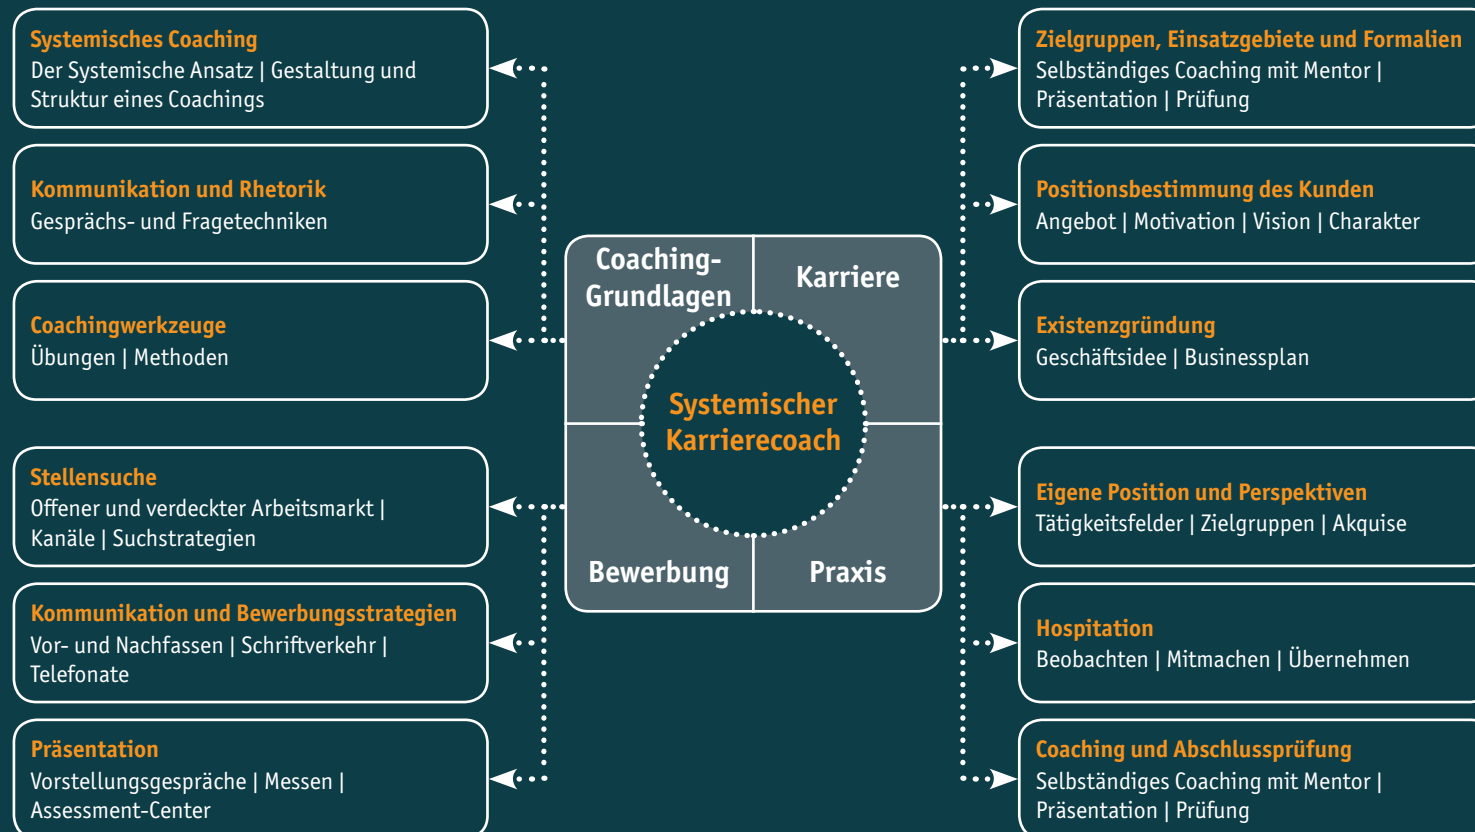 Systemisches Coaching
Der Systemische Ansatz | Gestaltung und
Struktur eines Coachings
Kommunikation und Rhetorik
Gesprächs- und Fragetechniken
Coachingwerkzeuge
Übungen | Methoden
Stellensuche
Offener und verdeckter Arbeitsmarkt |
Kanäle | Suchstrategien
Kommunikation und Bewerbungsstrategien
Vor- und Nachfassen | Schriftverkehr |
Telefonate
Präsentation
Vorstellungsgespräche | Messen |
Assessment-Center
Coaching-
Grundlagen
Karriere
Systemischer
Karrierecoach
Bewerbung
Praxis
Zielgruppen, Einsatzgebiete und Formalien
Selbständiges Coaching mit Mentor |
Präsentation | Prüfung
Positionsbestimmung des Kunden
Angebot | Motivation | Vision | Charakter
Existenzgründung
Geschäftsidee | Businessplan
Eigene Position und Perspektiven
Tätigkeitsfelder | Zielgruppen | Akquise
Hospitation
Beobachten | Mitmachen | Übernehmen
Coaching und Abschlussprüfung
Selbständiges Coaching mit Mentor |
Präsentation | Prüfung